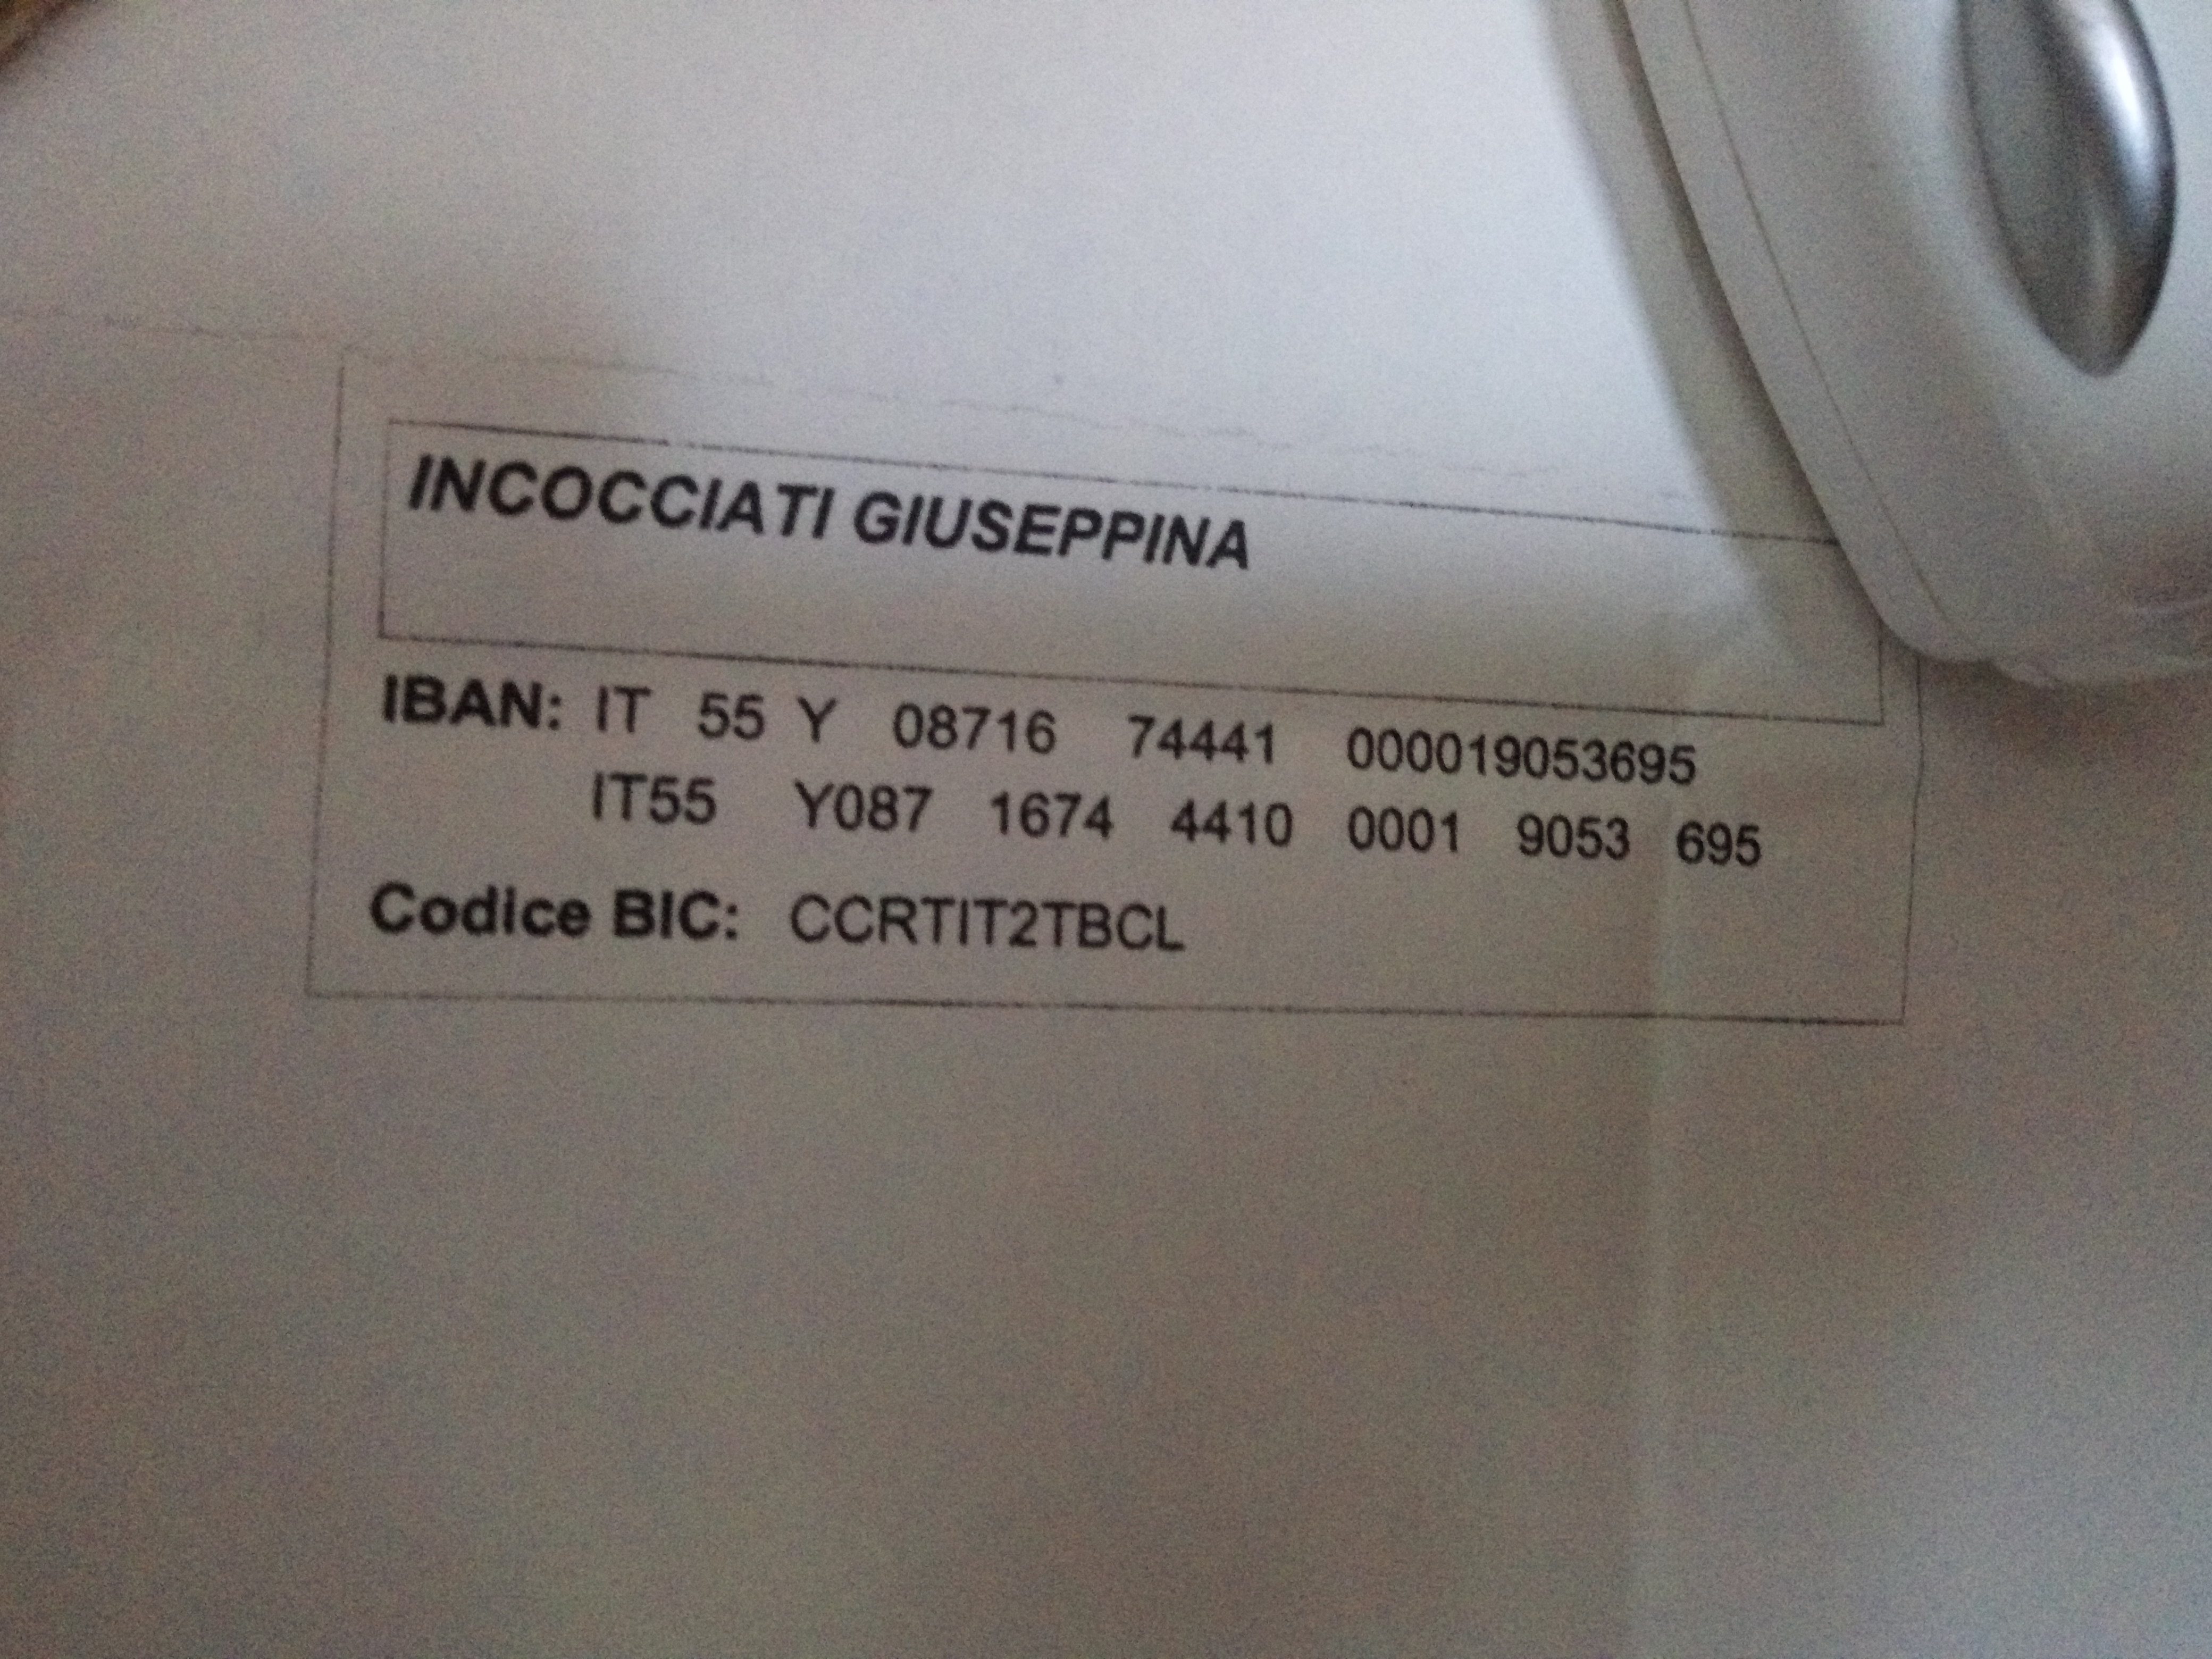 INCOCCIATI GIUSEPPINA
IBAN: IT 55 Y 08716 74441 000019053695
IT55 Y087 1674 4410 0001 9053 695
Codice BIC: CCRTIT2TBCL